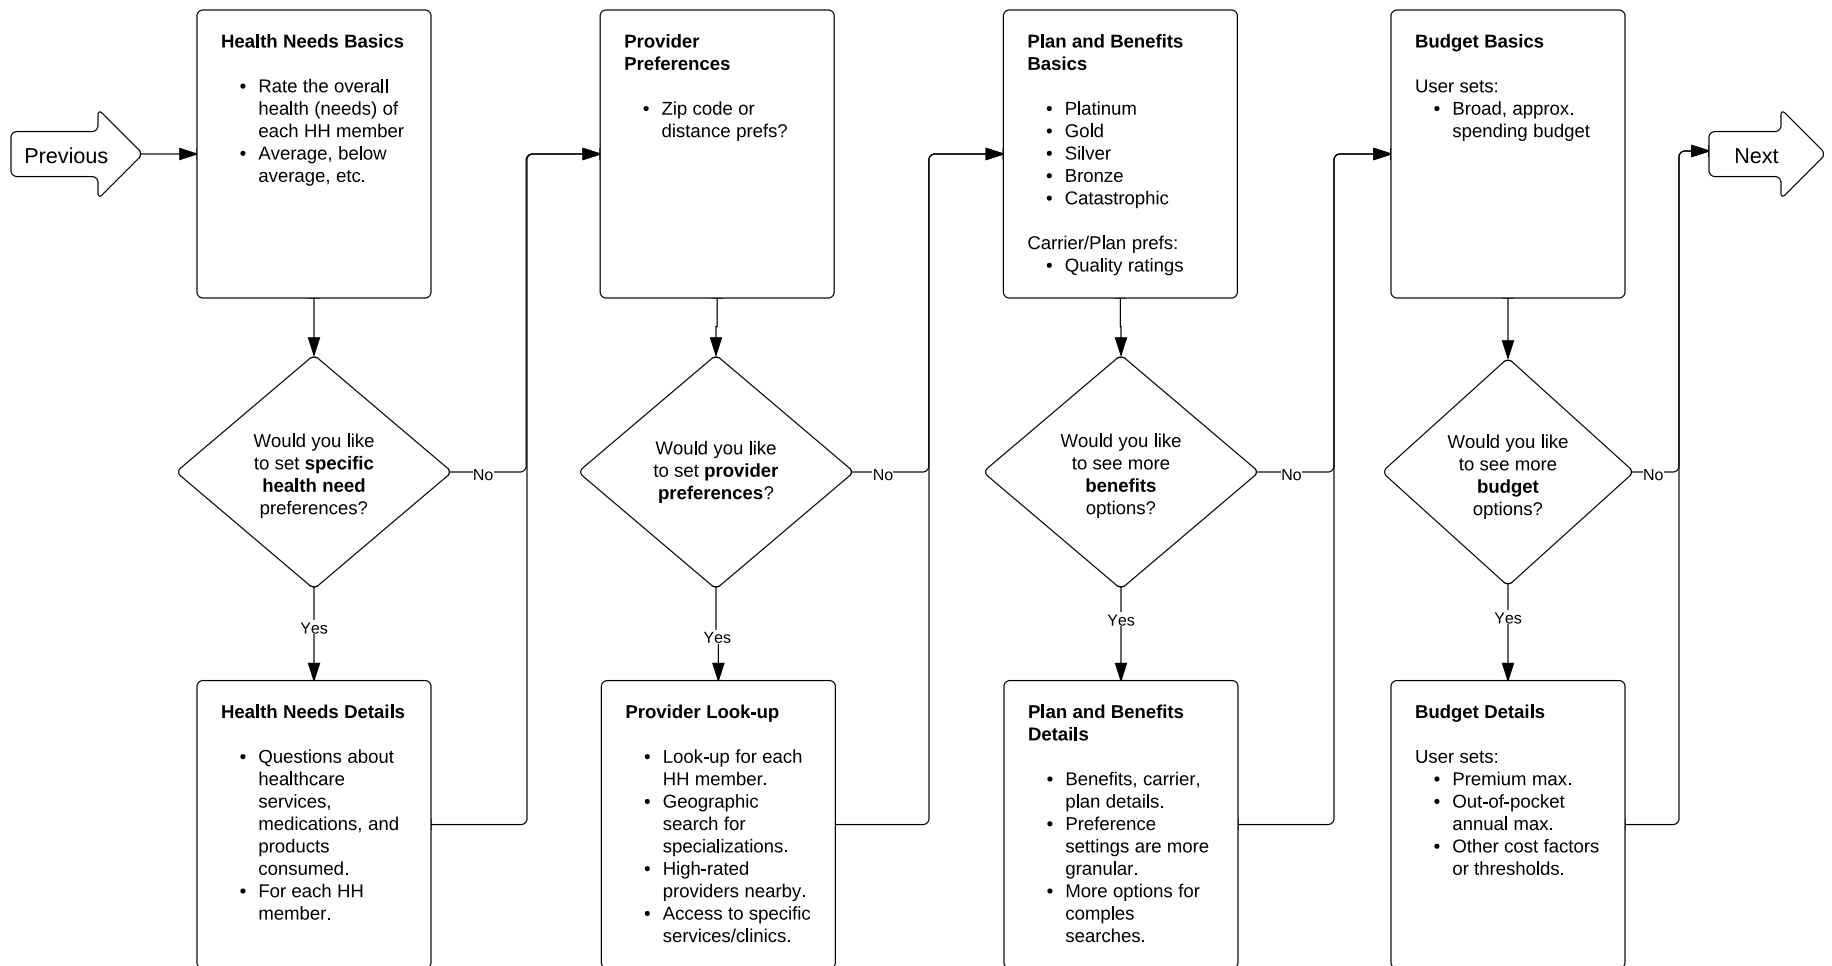 Previous
Health Needs Basics
• Rate the overall
health (needs) of
each HH member
• Average, below
average, etc.
Would you like
to set specific
health need
preferences?
No
Yes
Health Needs Details
• Questions about
healthcare
services,
medications, and
products
consumed.
• For each HH
member.
Provider
Preferences
• Zip code or
distance prefs?
Would you like
to set provider
preferences?
No
Yes
Provider Look-up
• Look-up for each
HH member.
• Geographic
search for
specializations.
• High-rated
providers nearby.
• Access to specific
services/clinics.
Plan and Benefits
Basics
• Platinum
• Gold
• Silver
• Bronze
• Catastrophic
Carrier/Plan prefs:
• Quality ratings
Would you like
to see more
benefits
options?
No
Yes
Plan and Benefits
Details
• Benefits, carrier,
plan details.
• Preference
settings are more
granular.
• More options for
comples
searches.
Budget Basics
User sets:
• Broad, approx.
spending budget
Would you like
to see more
budget
options?
No
Yes
Budget Details
User sets:
• Premium max.
• Out-of-pocket
annual max.
• Other cost factors
or thresholds.
Next